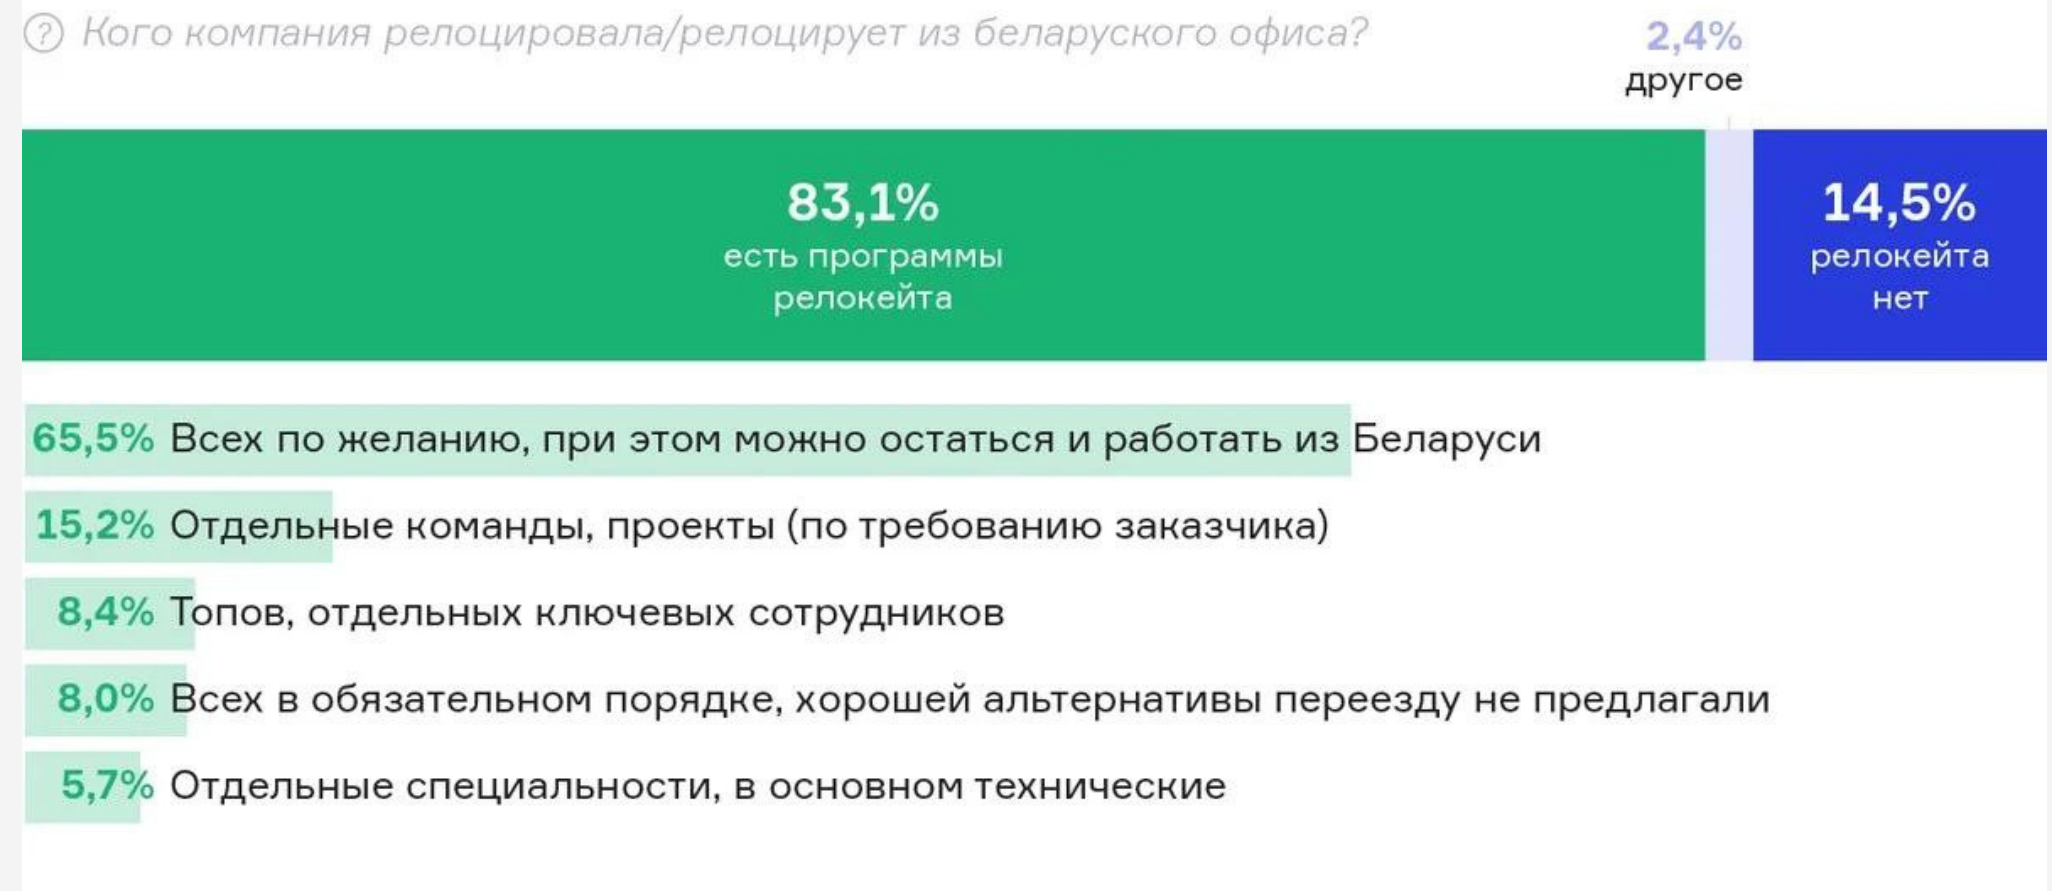 ? Кого компания релоцировала/релоцирует из беларуского офиса?
2,4%
другое
83,1%
есть программы
релокейта
14,5%
релокейта
нет
65,5% Всех по желанию, при этом можно остаться и работать из Беларуси
15,2% Отдельные команды, проекты (по требованию заказчика)
8,4% Топов, отдельных ключевых сотрудников
8,0% Всех в обязательном порядке, хорошей альтернативы переезду не предлагали
5,7% Отдельные специальности, в основном технические